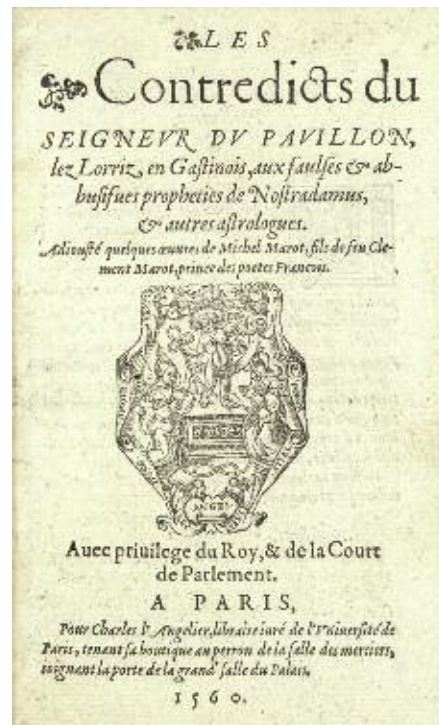 LES
Contredicts du
SEIGNEVR DV PAVILLON,
lez Lorriz, en Gastinois, aux faulses & ab-
busifues propheties de Nostradamus,
& autres astrologues.
Adiousté quelques œuures de Michel Marot, fils de feu Cle-
ment Marot, prince des poetes Francois.
Auec priuilege du Roy, & de la Court
de Parlement.
A PARIS,
Pour Charles l'Angelier, libraire iuré de l'Vniuersité de
Paris, tenant sa boutique au perron de la salle des merciers,
ioignant la porte de la grand' salle du Palais.
1560.